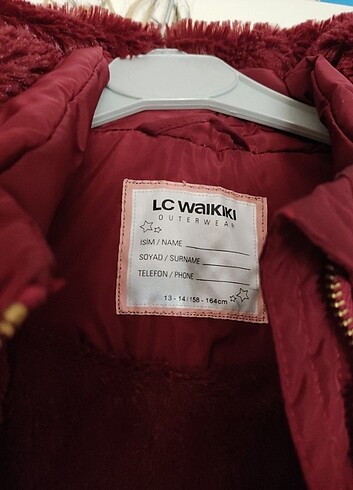 LC WAIKIKI
OUTERWEAR
İSİM / NAME
SOYAD / SURNAME
TELEFON / PHONE
13 - 14 / 158 - 164cm